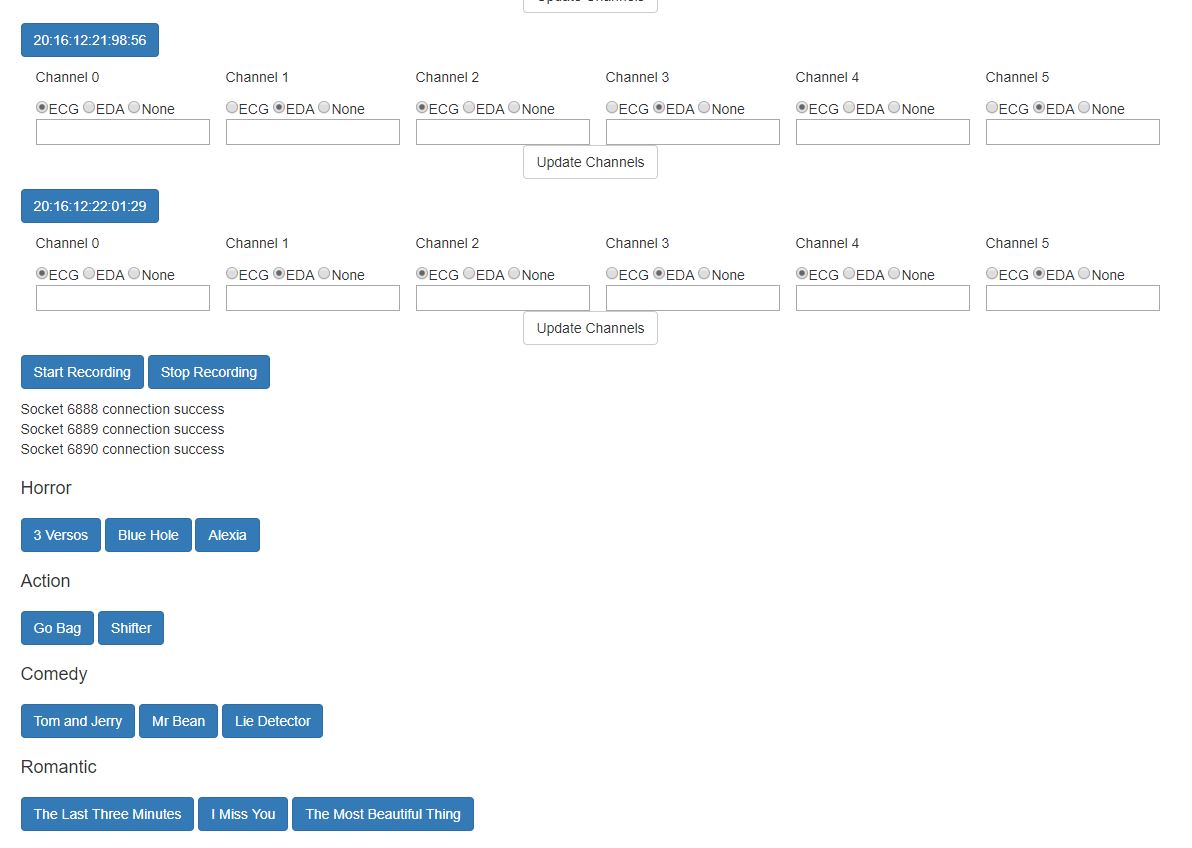 Update Channels
20:16:12:21:98:56
Channel 0 Channel 1 Channel 2 Channel 3 Channel 4 Channel 5
ECG EDA None ECG EDA None ECG EDA None ECG EDA None ECG EDA None ECG EDA None
Update Channels
20:16:12:22:01:29
Channel 0 Channel 1 Channel 2 Channel 3 Channel 4 Channel 5
ECG EDA None ECG EDA None ECG EDA None ECG EDA None ECG EDA None ECG EDA None
Update Channels
Start Recording Stop Recording
Socket 6888 connection success
Socket 6889 connection success
Socket 6890 connection success
Horror
3 Versos Blue Hole Alexia
Action
Go Bag Shifter
Comedy
Tom and Jerry Mr Bean Lie Detector
Romantic
The Last Three Minutes I Miss You The Most Beautiful Thing